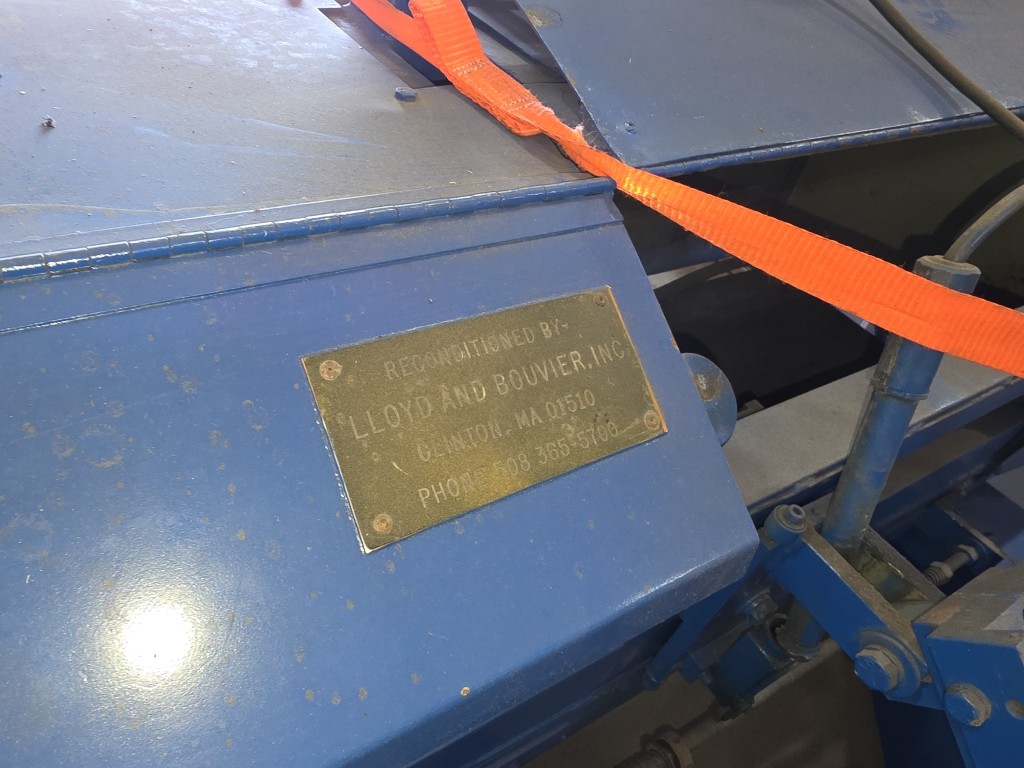 RECONDITIONED BY-
LLOYD AND BOUVIER, INC.
CLINTON, MA 01510
PHONE 508 365-5700